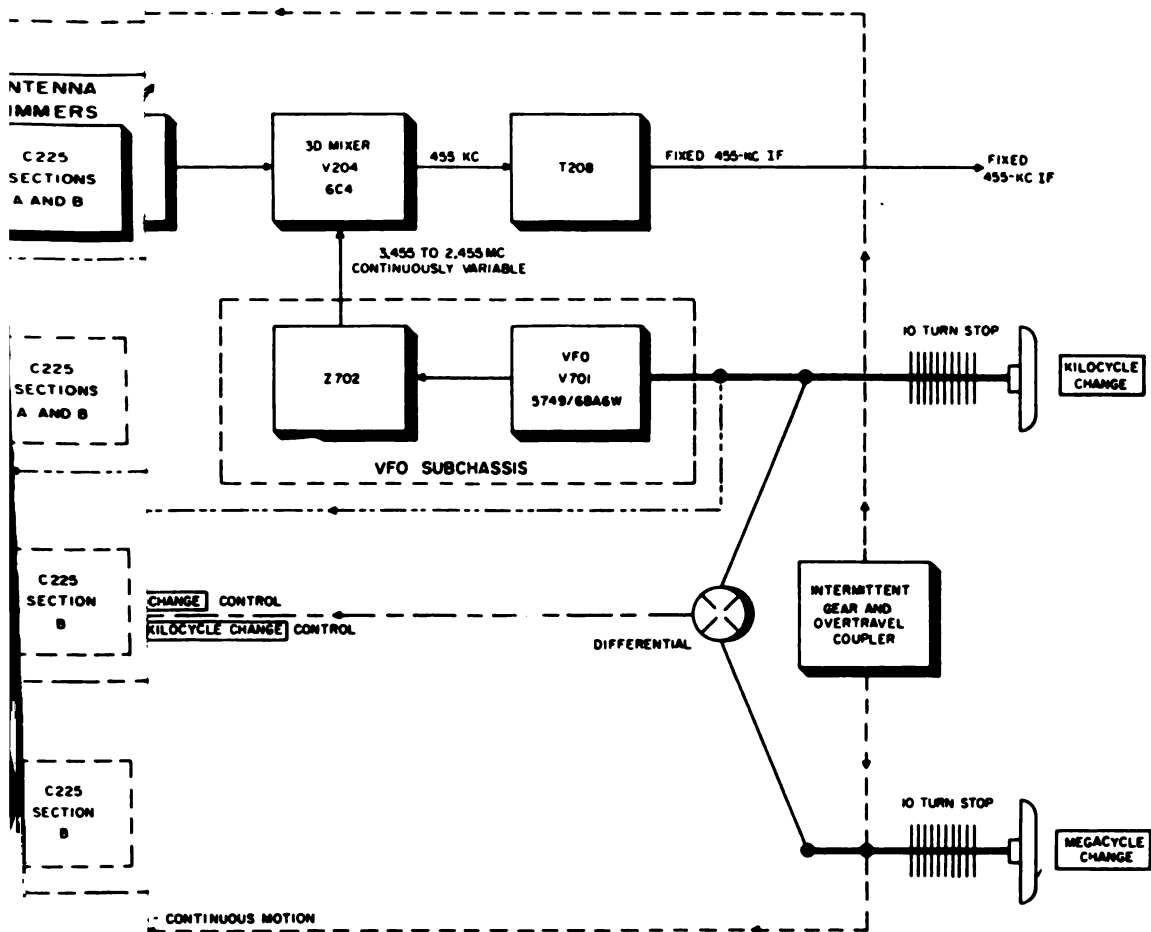 NTENNA
IMMERS
C225
SECTIONS
A AND B
3D MIXER
V204
6C4
455 KC
T208
FIXED 455-KC IF
FIXED
455-KC IF
3.455 TO 2.455 MC
CONTINUOUSLY VARIABLE
C225
SECTIONS
A AND B
Z702
VFO
V701
5749/6BA6W
VFO SUBCHASSIS
10 TURN STOP
KILOCYCLE
CHANGE
C225
SECTION
B
CHANGE CONTROL
KILOCYCLE CHANGE CONTROL
DIFFERENTIAL
INTERMITTENT
GEAR AND
OVERTRAVEL
COUPLER
C225
SECTION
B
10 TURN STOP
MEGACYCLE
CHANGE
- CONTINUOUS MOTION